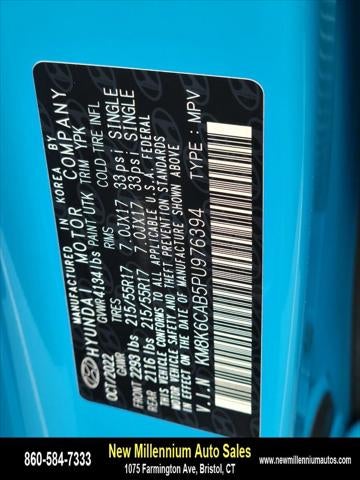 MANUFACTURED IN KOREA BY
HYUNDAI MOTOR COMPANY
OCT/2022 GVWR 4134 lbs PAINT UTK TRIM YPK
GAWR TIRES RIMS COLD TIRE INFL
FRONT 2293 lbs 215/55R17 7.0JX17 33psi SINGLE
REAR 2116 lbs 215/55R17 7.0JX17 33psi SINGLE
THIS VEHICLE CONFORMS TO ALL APPLICABLE U.S.A. FEDERAL
MOTOR VEHICLE SAFETY AND THEFT PREVENTION STANDARDS
IN EFFECT ON THE DATE OF MANUFACTURE SHOWN ABOVE
V.I.N : KM8K6CAB5PU976394 TYPE : MPV
860-584-7333
New Millennium Auto Sales
1075 Farmington Ave, Bristol, CT
www.newmillenniumautos.com